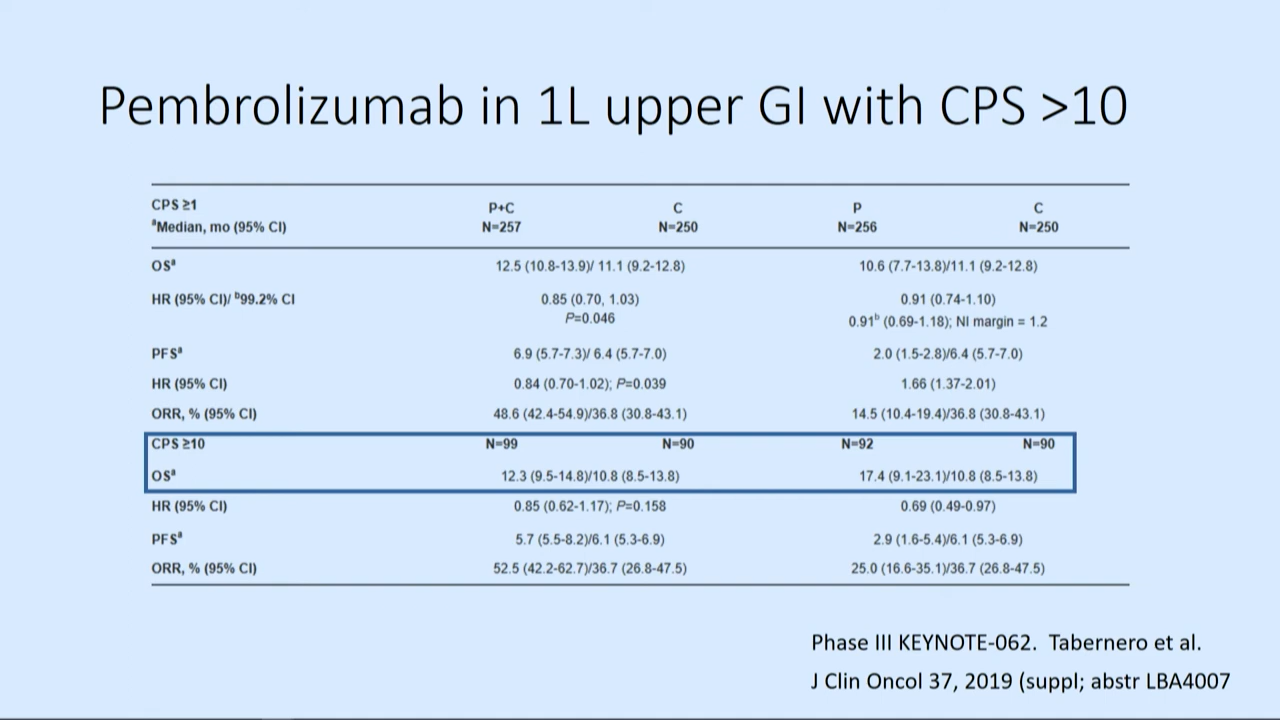 Pembrolizumab in 1L upper GI with CPS >10
CPS ≥1
ᵃMedian, mo (95% CI)
P+C
N=257
C
N=250
P
N=256
C
N=250
OSᵃ 12.5 (10.8-13.9)/ 11.1 (9.2-12.8) 10.6 (7.7-13.8)/11.1 (9.2-12.8)
HR (95% CI)/ ᵇ99.2% CI 0.85 (0.70, 1.03) 0.91 (0.74-1.10)
P=0.046 0.91ᵇ (0.69-1.18); NI margin = 1.2
PFSᵃ 6.9 (5.7-7.3)/ 6.4 (5.7-7.0) 2.0 (1.5-2.8)/6.4 (5.7-7.0)
HR (95% CI) 0.84 (0.70-1.02); P=0.039 1.66 (1.37-2.01)
ORR, % (95% CI) 48.6 (42.4-54.9)/36.8 (30.8-43.1) 14.5 (10.4-19.4)/36.8 (30.8-43.1)
CPS ≥10 N=99 N=90 N=92 N=90
OSᵃ 12.3 (9.5-14.8)/10.8 (8.5-13.8) 17.4 (9.1-23.1)/10.8 (8.5-13.8)
HR (95% CI) 0.85 (0.62-1.17); P=0.158 0.69 (0.49-0.97)
PFSᵃ 5.7 (5.5-8.2)/6.1 (5.3-6.9) 2.9 (1.6-5.4)/6.1 (5.3-6.9)
ORR, % (95% CI) 52.5 (42.2-62.7)/36.7 (26.8-47.5) 25.0 (16.6-35.1)/36.7 (26.8-47.5)
Phase III KEYNOTE-062. Tabernero et al.
J Clin Oncol 37, 2019 (suppl; abstr LBA4007